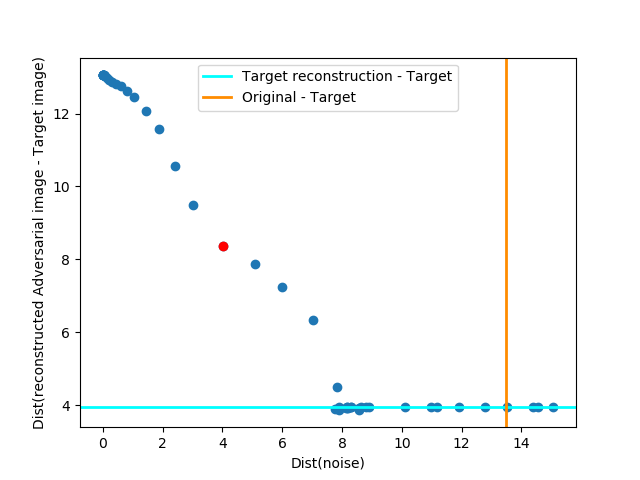 Target reconstruction - Target
Original - Target
Dist(reconstructed Adversarial image - Target image)
12
10
8
6
4
0 2 4 6 8 10 12 14
Dist(noise)